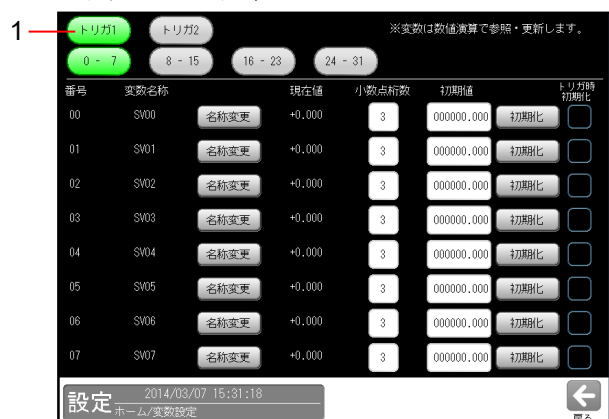 1
トリガ1 トリガ2 ※変数は数値演算で参照・更新します。
0 - 7 8 - 15 16 - 23 24 - 31
番号 変数名称 現在値 小数点桁数 初期値 トリガ時
初期化
00 SV00 名称変更 +0.000 3 000000.000 初期化
01 SV01 名称変更 +0.000 3 000000.000 初期化
02 SV02 名称変更 +0.000 3 000000.000 初期化
03 SV03 名称変更 +0.000 3 000000.000 初期化
04 SV04 名称変更 +0.000 3 000000.000 初期化
05 SV05 名称変更 +0.000 3 000000.000 初期化
06 SV06 名称変更 +0.000 3 000000.000 初期化
07 SV07 名称変更 +0.000 3 000000.000 初期化
設定 2014/03/07 15:31:18
ホーム/変数設定
戻る